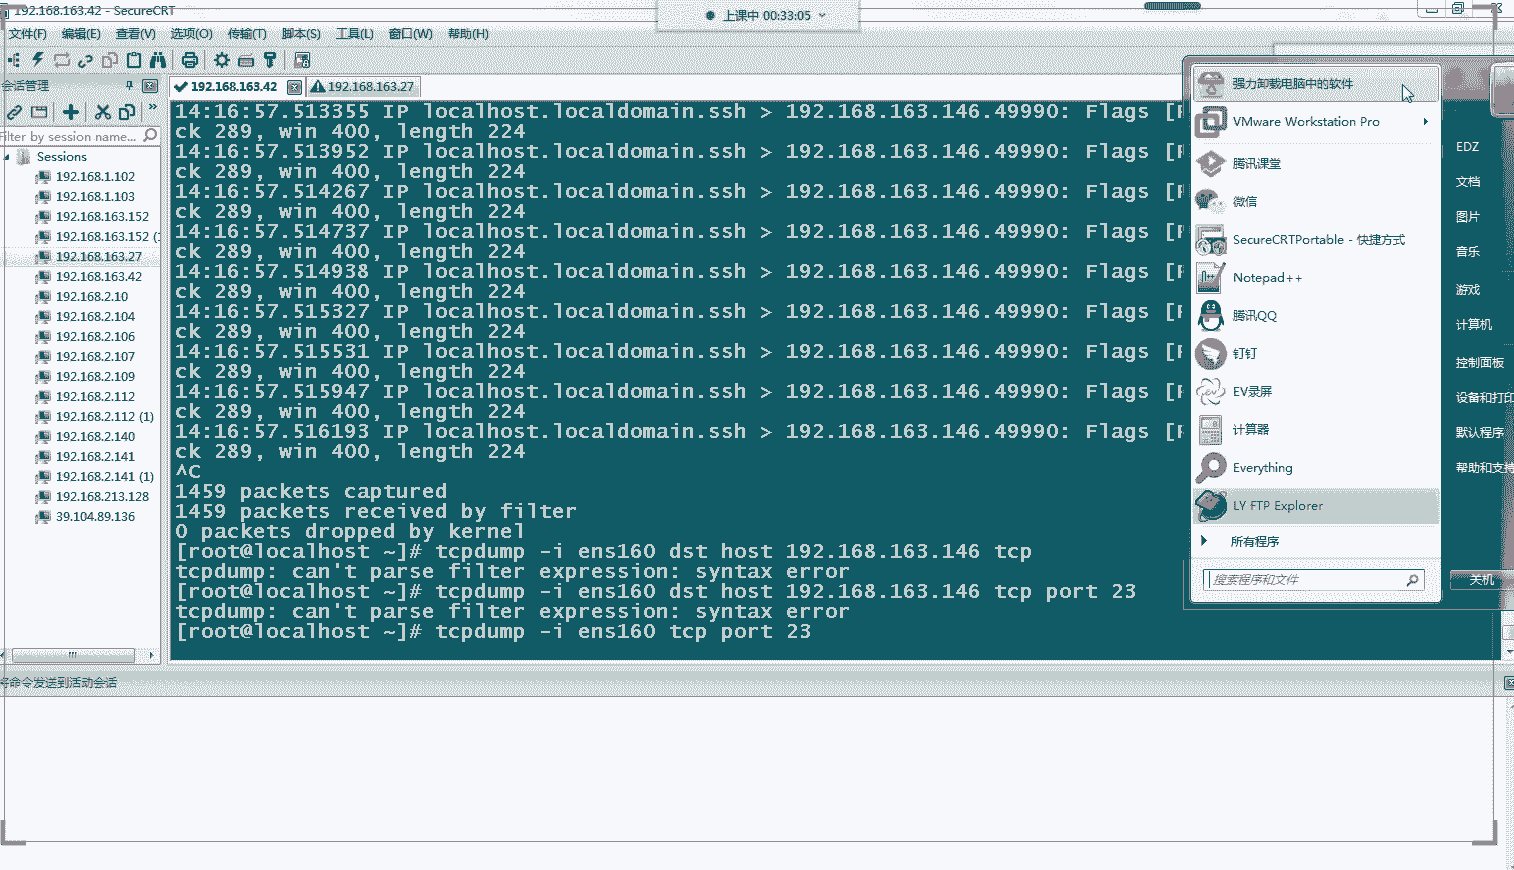 192.168.163.42 - SecureCRT
上课中 00:33:05
文件(F) 编辑(E) 查看(V) 选项(O) 传输(T) 脚本(S) 工具(L) 窗口(W) 帮助(H)
会话管理
192.168.163.42
192.168.163.27
Filter by session name...
Sessions
192.168.1.102
192.168.1.103
192.168.163.152
192.168.163.152 (1
192.168.163.27
192.168.163.42
192.168.2.10
192.168.2.104
192.168.2.106
192.168.2.107
192.168.2.109
192.168.2.112
192.168.2.112 (1)
192.168.2.140
192.168.2.141
192.168.2.141 (1)
192.168.213.128
39.104.89.136
14:16:57.513355 IP localhost.localdomain.ssh > 192.168.163.146.49990: Flags [P
ck 289, win 400, length 224
14:16:57.513952 IP localhost.localdomain.ssh > 192.168.163.146.49990: Flags [P
ck 289, win 400, length 224
14:16:57.514267 IP localhost.localdomain.ssh > 192.168.163.146.49990: Flags [P
ck 289, win 400, length 224
14:16:57.514737 IP localhost.localdomain.ssh > 192.168.163.146.49990: Flags [P
ck 289, win 400, length 224
14:16:57.514938 IP localhost.localdomain.ssh > 192.168.163.146.49990: Flags [P
ck 289, win 400, length 224
14:16:57.515327 IP localhost.localdomain.ssh > 192.168.163.146.49990: Flags [P
ck 289, win 400, length 224
14:16:57.515531 IP localhost.localdomain.ssh > 192.168.163.146.49990: Flags [P
ck 289, win 400, length 224
14:16:57.515947 IP localhost.localdomain.ssh > 192.168.163.146.49990: Flags [P
ck 289, win 400, length 224
14:16:57.516193 IP localhost.localdomain.ssh > 192.168.163.146.49990: Flags [P
ck 289, win 400, length 224
^C
1459 packets captured
1459 packets received by filter
0 packets dropped by kernel
[root@localhost ~]# tcpdump -i ens160 dst host 192.168.163.146 tcp
tcpdump: can't parse filter expression: syntax error
[root@localhost ~]# tcpdump -i ens160 dst host 192.168.163.146 tcp port 23
tcpdump: can't parse filter expression: syntax error
[root@localhost ~]# tcpdump -i ens160 tcp port 23
强力卸载电脑中的软件
VMware Workstation Pro
腾讯课堂
微信
SecureCRTPortable - 快捷方式
Notepad++
腾讯QQ
钉钉
EV录屏
计算器
Everything
LY FTP Explorer
所有程序
搜索程序和文件
EDZ
文档
图片
音乐
游戏
计算机
控制面板
设备和打印
默认程序
帮助和支持
关机
将命令发送到活动会话